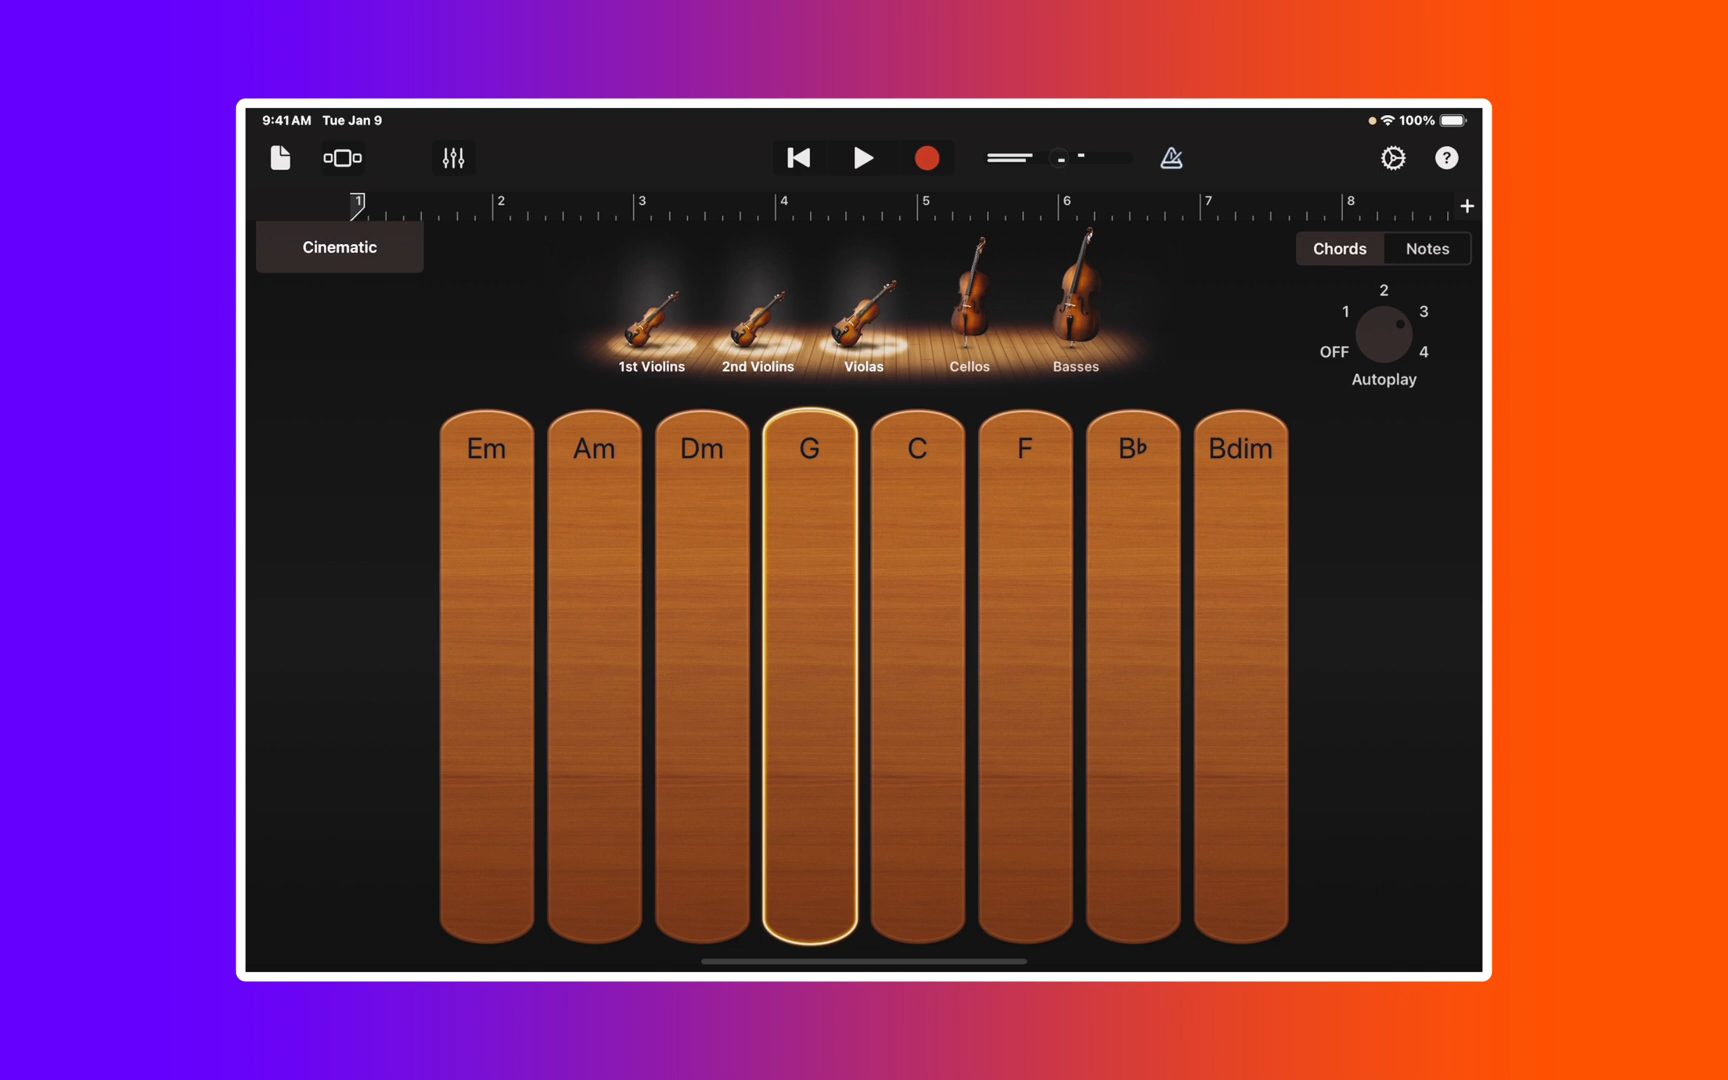 9:41 AM Tue Jan 9
100%
?
1 2 3 4 5 6 7 8 +
Cinematic
Chords Notes
2
1 3
OFF 4
Autoplay
1st Violins 2nd Violins Violas Cellos Basses
Em Am Dm G C F B♭ Bdim